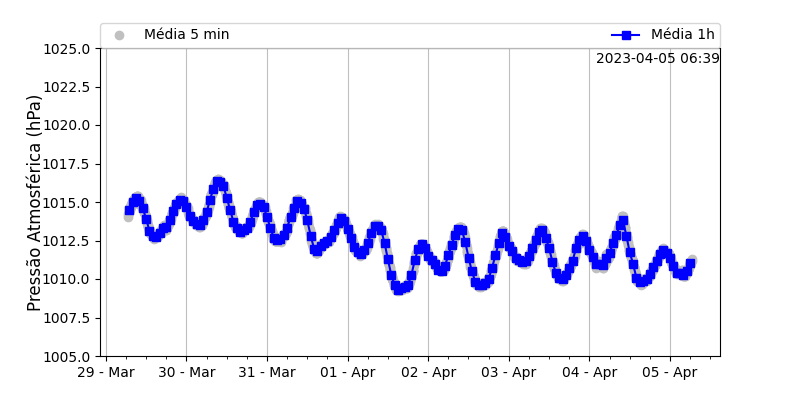 Média 5 min
Média 1h
2023-04-05 06:39
Pressão Atmosférica (hPa)
1025.0
1022.5
1020.0
1017.5
1015.0
1012.5
1010.0
1007.5
1005.0
29 - Mar
30 - Mar
31 - Mar
01 - Apr
02 - Apr
03 - Apr
04 - Apr
05 - Apr